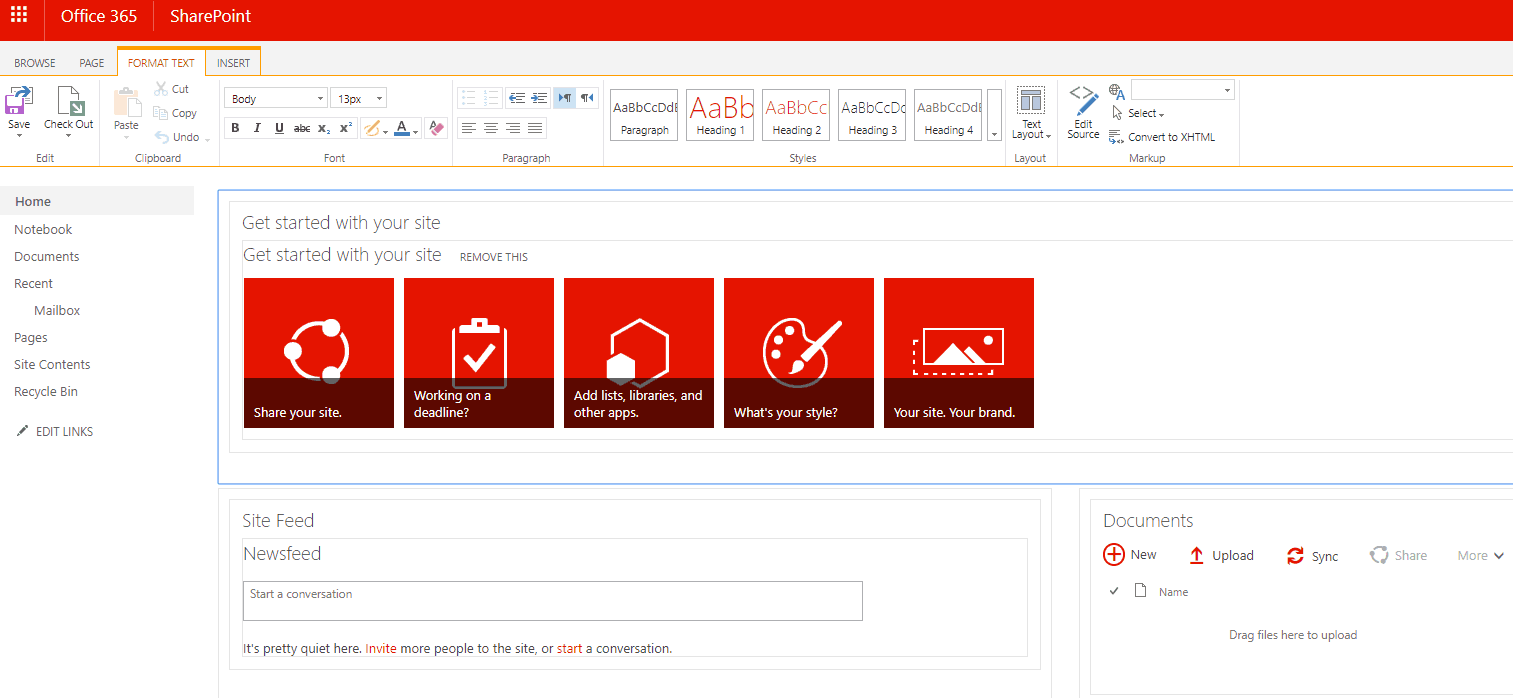 Office 365 SharePoint
BROWSE PAGE FORMAT TEXT INSERT
Save Check Out Paste Cut Copy Undo
Edit Clipboard
Body 13px
B I U abc x₂ x²
Font
Paragraph
AaBbCcDdE AaBb AaBbCc AaBbCcDc AaBbCcDdE
Paragraph Heading 1 Heading 2 Heading 3 Heading 4
Styles
Text Layout
Layout
Edit Source
Select
Convert to XHTML
Markup
Home
Notebook
Documents
Recent
Mailbox
Pages
Site Contents
Recycle Bin
EDIT LINKS
Get started with your site
Get started with your site REMOVE THIS
Share your site.
Working on a
deadline?
Add lists, libraries, and
other apps.
What's your style?
Your site. Your brand.
Site Feed
Newsfeed
Start a conversation
It's pretty quiet here. Invite more people to the site, or start a conversation.
Documents
New Upload Sync Share More
Name
Drag files here to upload